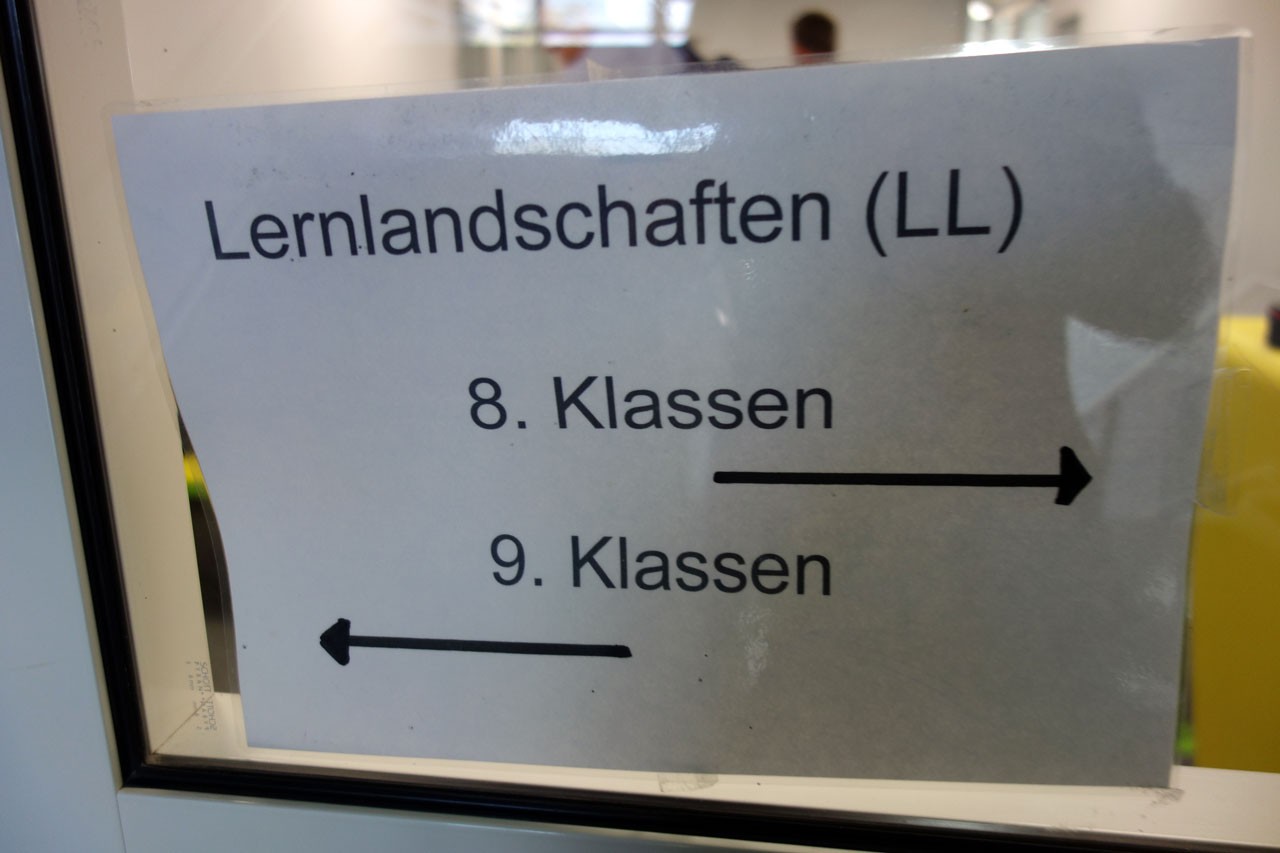 Lernlandschaften (LL)
8. Klassen
9. Klassen